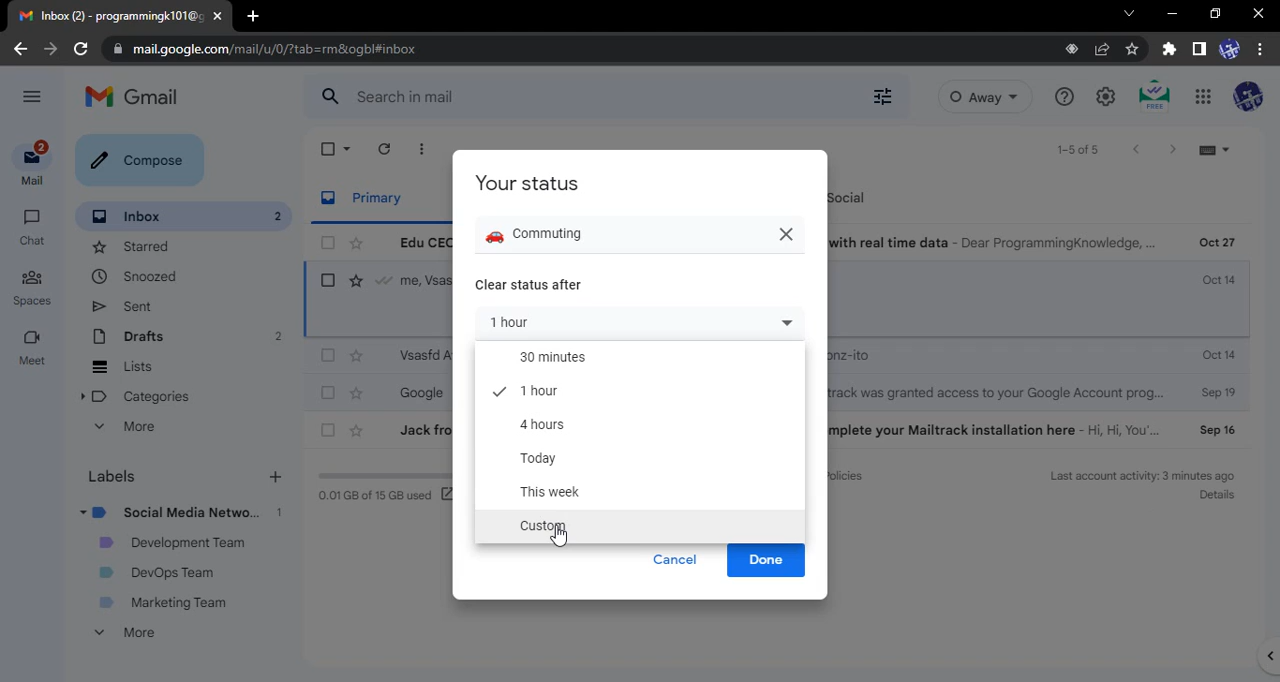 Inbox (2) - programmingk101@g
mail.google.com/mail/u/0/?tab=rm&ogbl#inbox
Gmail
Search in mail
Away
FREE
2
Mail
Chat
Spaces
Meet
Compose
Inbox 2
Starred
Snoozed
Sent
Drafts 2
Lists
Categories
More
Labels
Social Media Netwo... 1
Development Team
DevOps Team
Marketing Team
More
1–5 of 5
Primary
Social
Edu CEC with real time data - Dear ProgrammingKnowledge, ... Oct 27
me, Vsas Oct 14
Vsasfd A onz-ito Oct 14
Google track was granted access to your Google Account prog... Sep 19
Jack fro mplete your Mailtrack installation here - Hi, Hi, You'... Sep 16
0.01 GB of 15 GB used
olicies
Last account activity: 3 minutes ago
Details
Your status
Commuting
Clear status after
1 hour
30 minutes
1 hour
4 hours
Today
This week
Custom
Cancel
Done